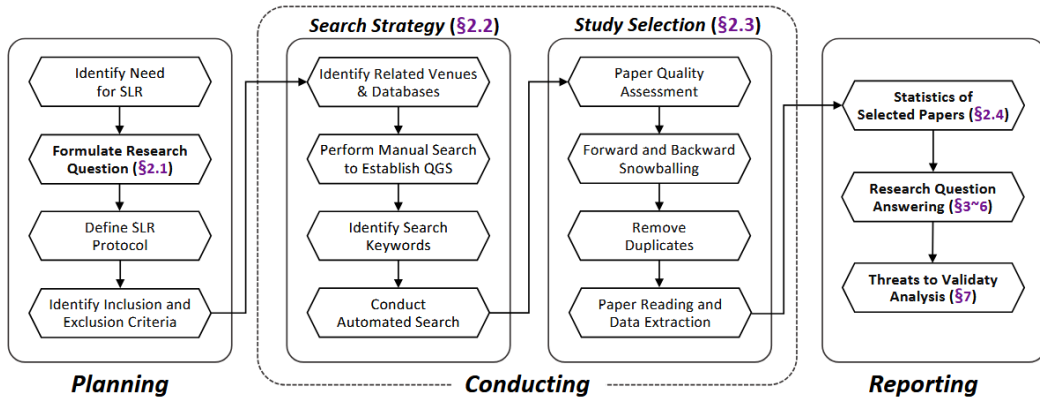 Search Strategy (§2.2)
Study Selection (§2.3)
Identify Need
for SLR
Formulate Research
Question (§2.1)
Define SLR
Protocol
Identify Inclusion and
Exclusion Criteria
Identify Related Venues
& Databases
Perform Manual Search
to Establish QGS
Identify Search
Keywords
Conduct
Automated Search
Paper Quality
Assessment
Forward and Backward
Snowballing
Remove
Duplicates
Paper Reading and
Data Extraction
Statistics of
Selected Papers (§2.4)
Research Question
Answering (§3~6)
Threats to Validaty
Analysis (§7)
Planning
Conducting
Reporting